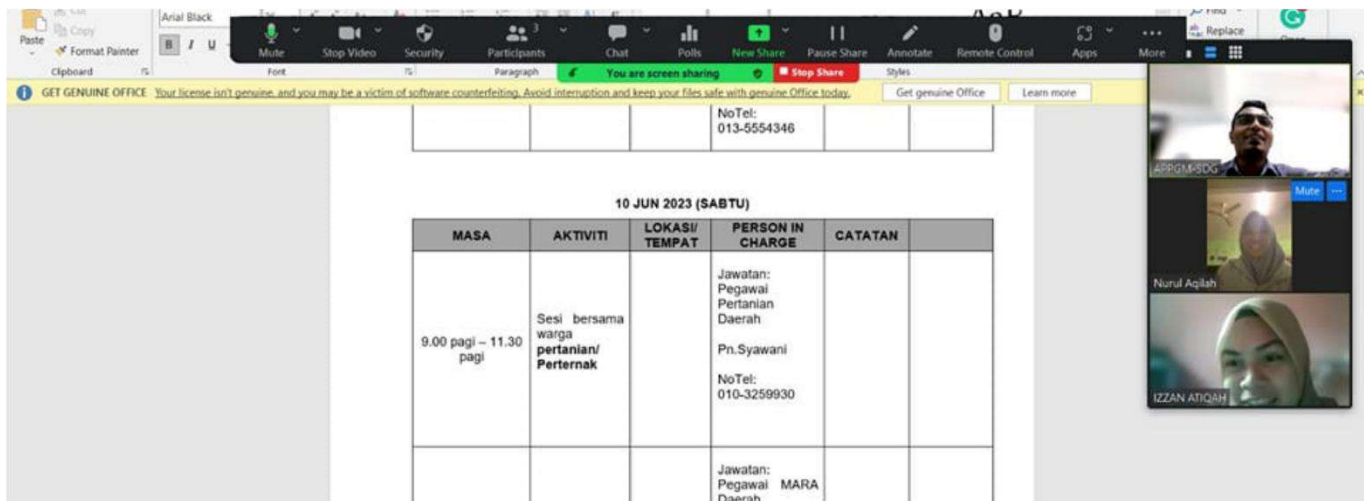 Cut
Copy
Paste
Format Painter
Clipboard
Arial Black
B I U
Font
Paragraph
Styles
Replace
Mute
Stop Video
Security
Participants
3
Chat
Polls
New Share
Pause Share
Annotate
Remote Control
Apps
More
You are screen sharing
Stop Share
GET GENUINE OFFICE Your license isn't genuine, and you may be a victim of software counterfeiting. Avoid interruption and keep your files safe with genuine Office today. Get genuine Office Learn more
NoTel:
013-5554346
10 JUN 2023 (SABTU)
MASA
AKTIVITI
LOKASI/
TEMPAT
PERSON IN
CHARGE
CATATAN
9.00 pagi – 11.30
pagi
Sesi bersama
warga
pertanian/
Perternak
Jawatan:
Pegawai
Pertanian
Daerah
Pn.Syawani
NoTel:
010-3259930
Jawatan:
Pegawai MARA
Daerah
APPGM-SDG
Mute
Nurul Aqilah
IZZAN ATIQAH